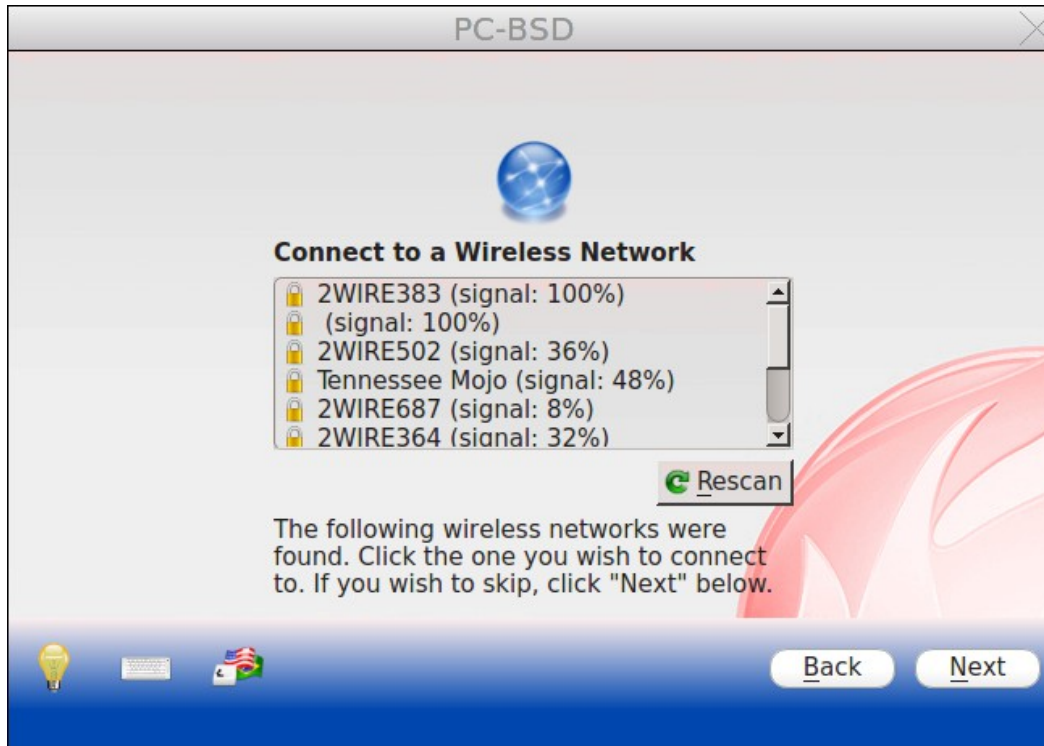 PC-BSD
Connect to a Wireless Network
2WIRE383 (signal: 100%)
(signal: 100%)
2WIRE502 (signal: 36%)
Tennessee Mojo (signal: 48%)
2WIRE687 (signal: 8%)
2WIRE364 (signal: 32%)
Rescan
The following wireless networks were
found. Click the one you wish to connect
to. If you wish to skip, click "Next" below.
Back
Next